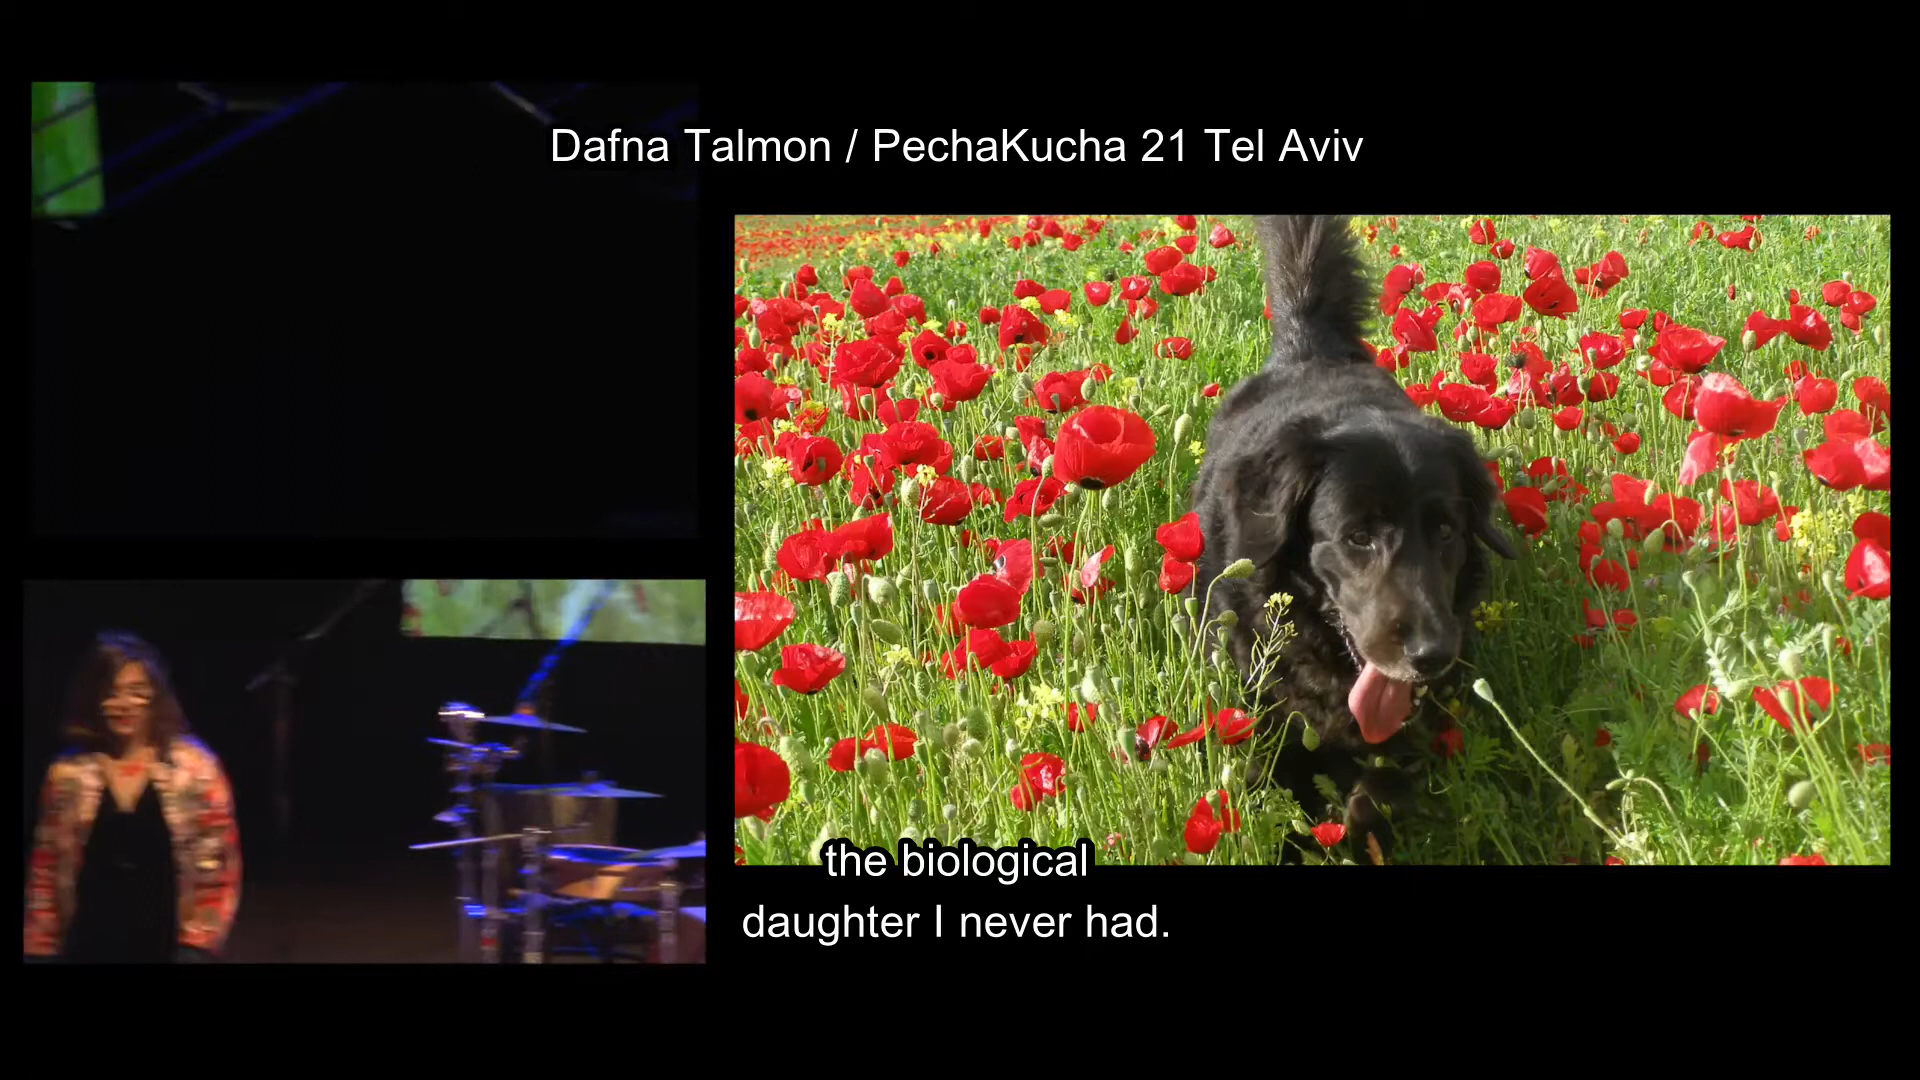 Dafna Talmon / PechaKucha 21 Tel Aviv
the biological
daughter I never had.